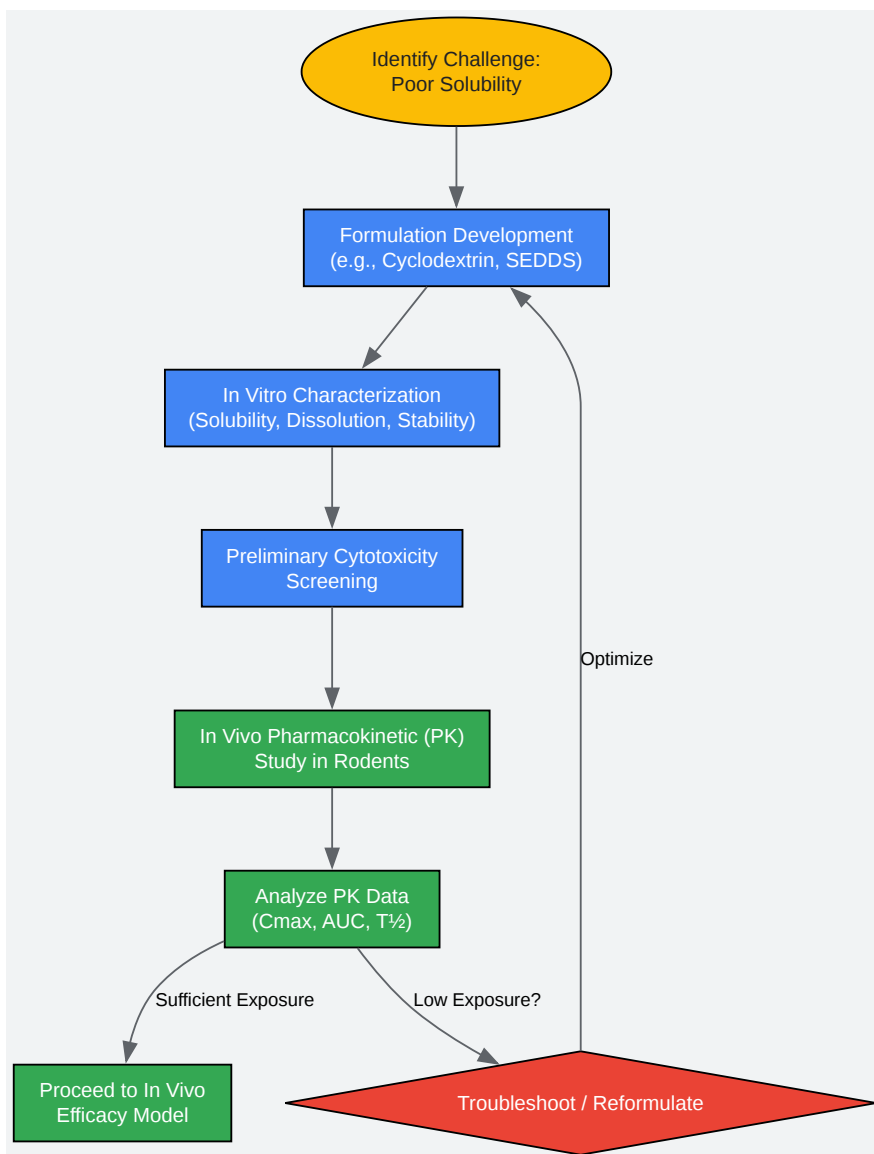 Identify Challenge:
Poor Solubility
Formulation Development
(e.g., Cyclodextrin, SEDDS)
In Vitro Characterization
(Solubility, Dissolution, Stability)
Preliminary Cytotoxicity
Screening
Optimize
In Vivo Pharmacokinetic (PK)
Study in Rodents
Analyze PK Data
(Cmax, AUC, T½)
Sufficient Exposure
Low Exposure?
Proceed to In Vivo
Efficacy Model
Troubleshoot / Reformulate